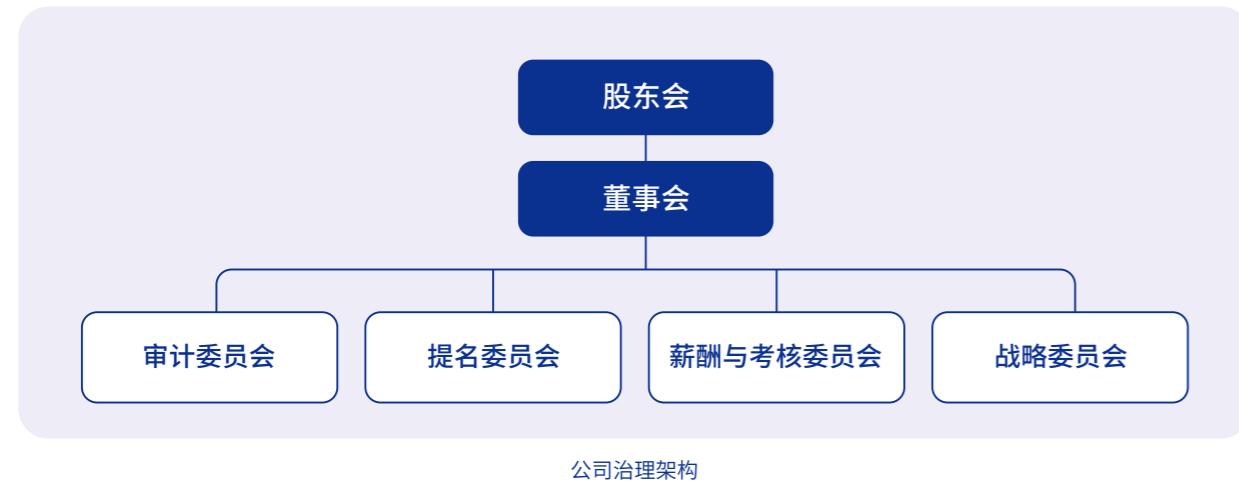 股东会
董事会
审计委员会
提名委员会
薪酬与考核委员会
战略委员会
公司治理架构